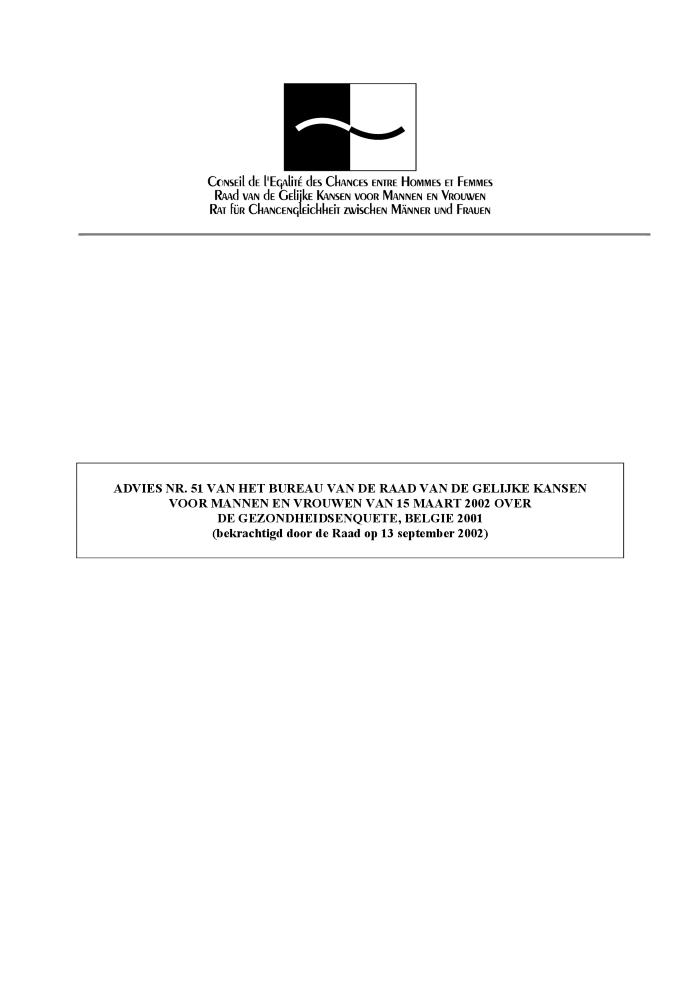 Conseil de l'Egalité des Chances entre Hommes et Femmes
Raad van de Gelijke Kansen voor Mannen en Vrouwen
Rat für Chancengleichheit zwischen Männer und Frauen
ADVIES NR. 51 VAN HET BUREAU VAN DE RAAD VAN DE GELIJKE KANSEN
VOOR MANNEN EN VROUWEN VAN 15 MAART 2002 OVER
DE GEZONDHEIDSENQUETE, BELGIE 2001
(bekrachtigd door de Raad op 13 september 2002)